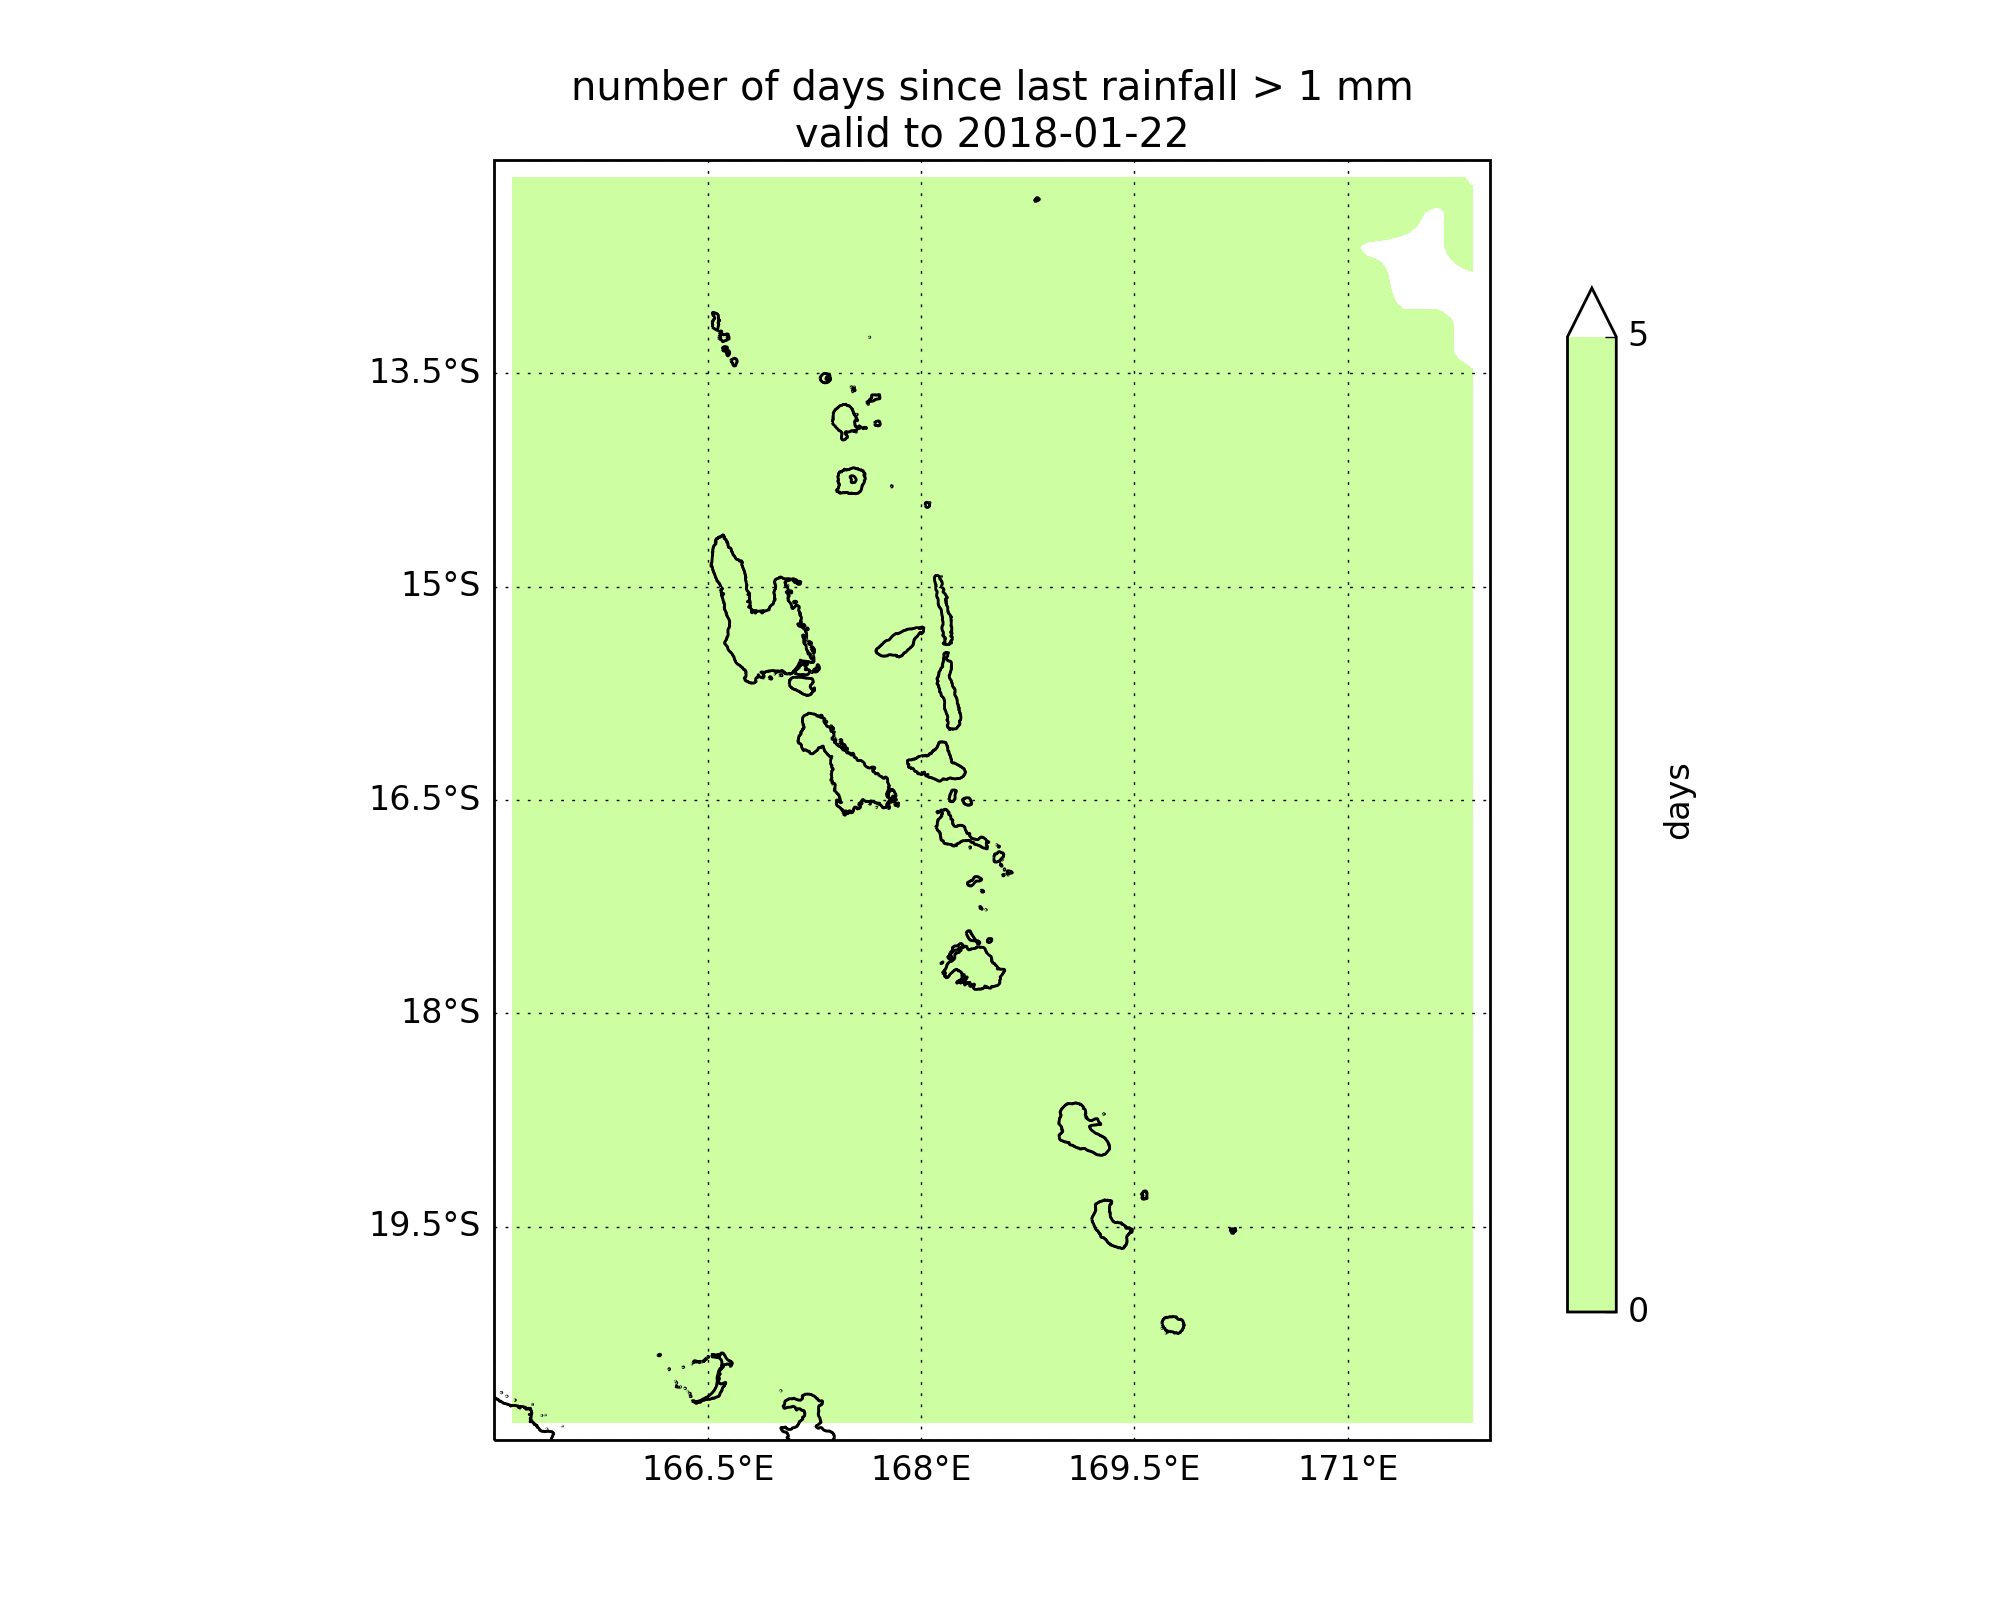 number of days since last rainfall > 1 mm
valid to 2018-01-22
13.5°S
15°S
16.5°S
18°S
19.5°S
166.5°E
168°E
169.5°E
171°E
5
0
days